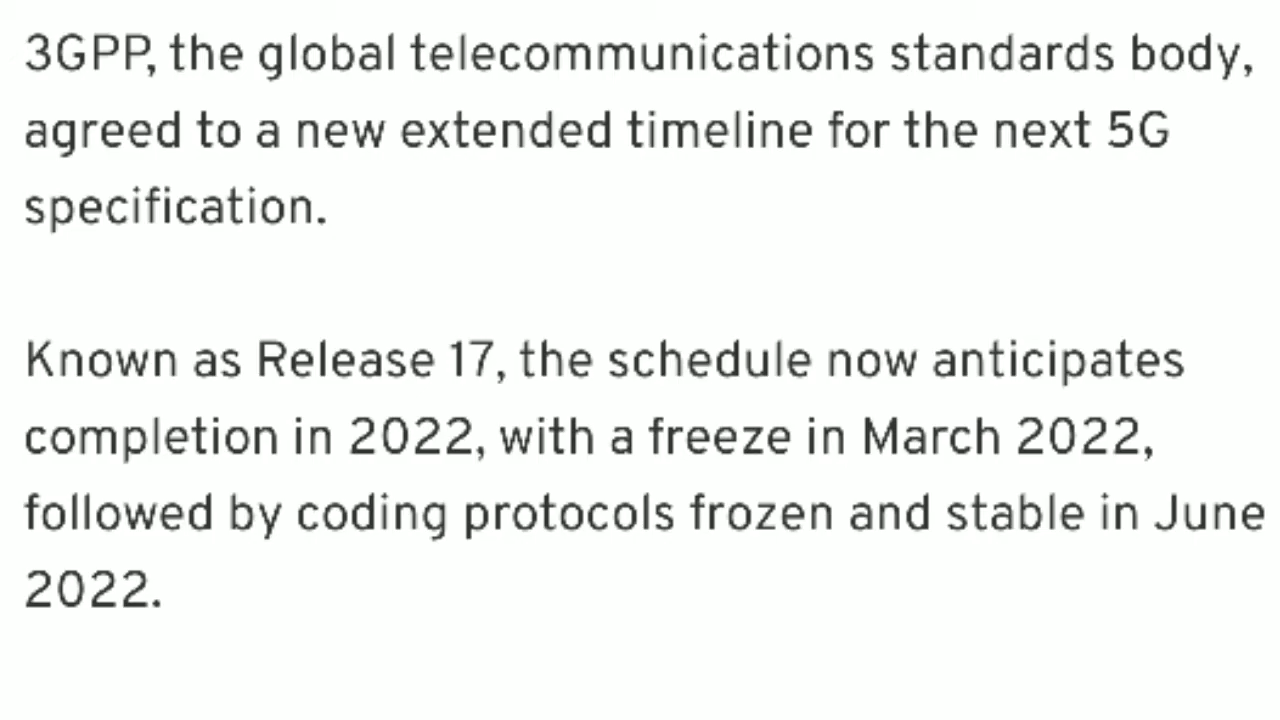 3GPP, the global telecommunications standards body,
agreed to a new extended timeline for the next 5G
specification.
Known as Release 17, the schedule now anticipates
completion in 2022, with a freeze in March 2022,
followed by coding protocols frozen and stable in June
2022.